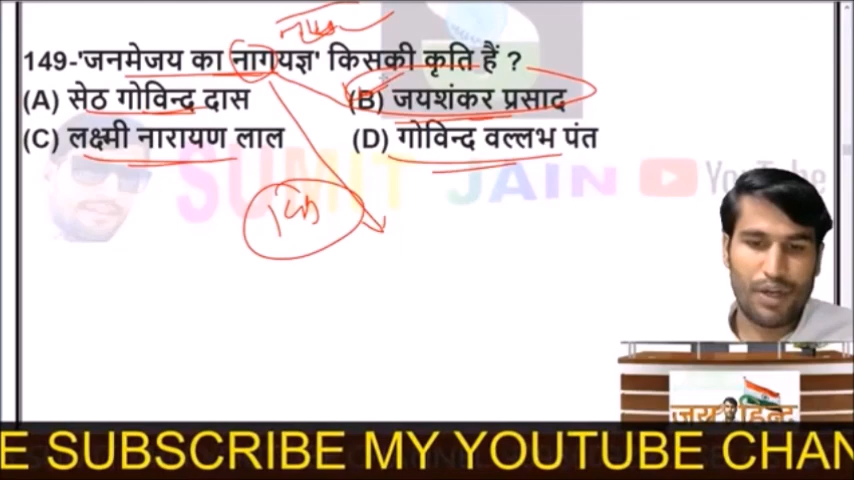 149-'जनमेजय का नागयज्ञ' किसकी कृति हैं ?
(A) सेठ गोविन्द दास (B) जयशंकर प्रसाद
(C) लक्ष्मी नारायण लाल (D) गोविन्द वल्लभ पंत
SUMIT JAIN YouTube
जय हिन्द
E SUBSCRIBE MY YOUTUBE CHAN